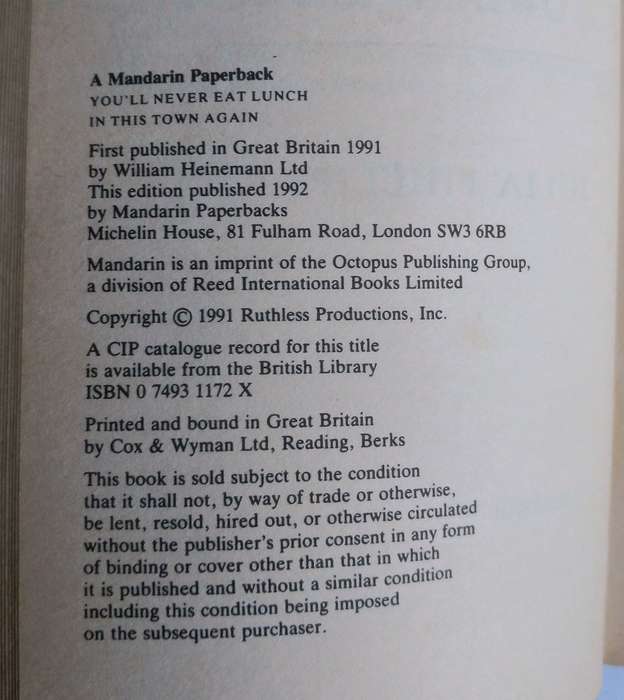 A Mandarin Paperback
YOU'LL NEVER EAT LUNCH
IN THIS TOWN AGAIN
First published in Great Britain 1991
by William Heinemann Ltd
This edition published 1992
by Mandarin Paperbacks
Michelin House, 81 Fulham Road, London SW3 6RB
Mandarin is an imprint of the Octopus Publishing Group,
a division of Reed International Books Limited
Copyright © 1991 Ruthless Productions, Inc.
A CIP catalogue record for this title
is available from the British Library
ISBN 0 7493 1172 X
Printed and bound in Great Britain
by Cox & Wyman Ltd, Reading, Berks
This book is sold subject to the condition
that it shall not, by way of trade or otherwise,
be lent, resold, hired out, or otherwise circulated
without the publisher's prior consent in any form
of binding or cover other than that in which
it is published and without a similar condition
including this condition being imposed
on the subsequent purchaser.